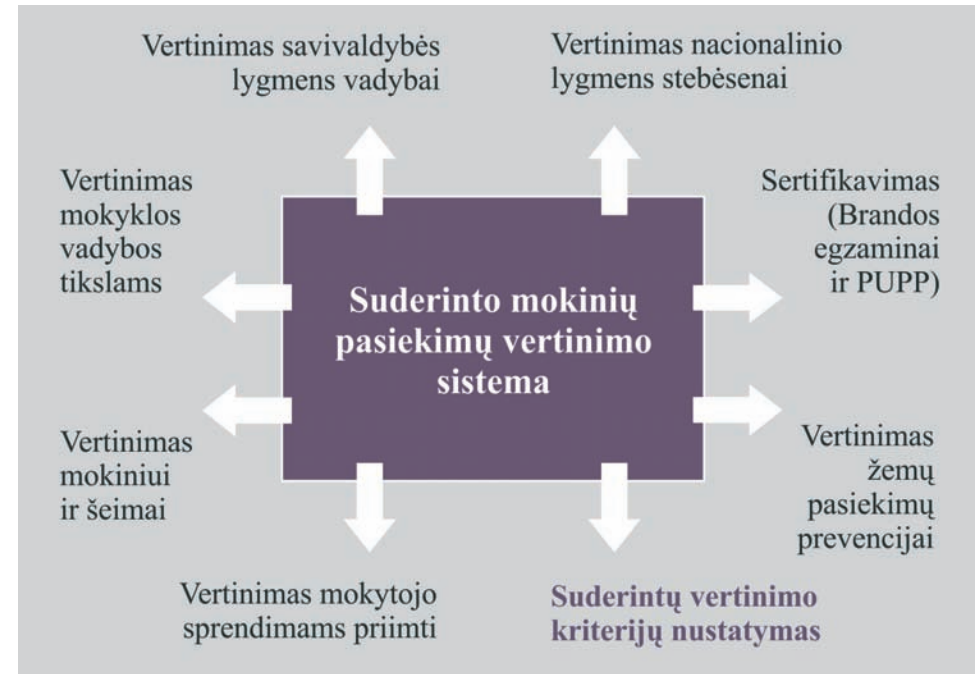 Vertinimas savivaldybės
lygmens vadybai
Vertinimas nacionalinio
lygmens stebėsenai
Vertinimas
mokyklos
vadybos
tikslams
Sertifikavimas
(Brandos
egzaminai
ir PUPP)
Suderinto mokinių
pasiekimų vertinimo
sistema
Vertinimas
mokiniui
ir šeimai
Vertinimas
žemų
pasiekimų
prevencijai
Vertinimas mokytojo
sprendimams priimti
Suderintų vertinimo
kriterijų nustatymas